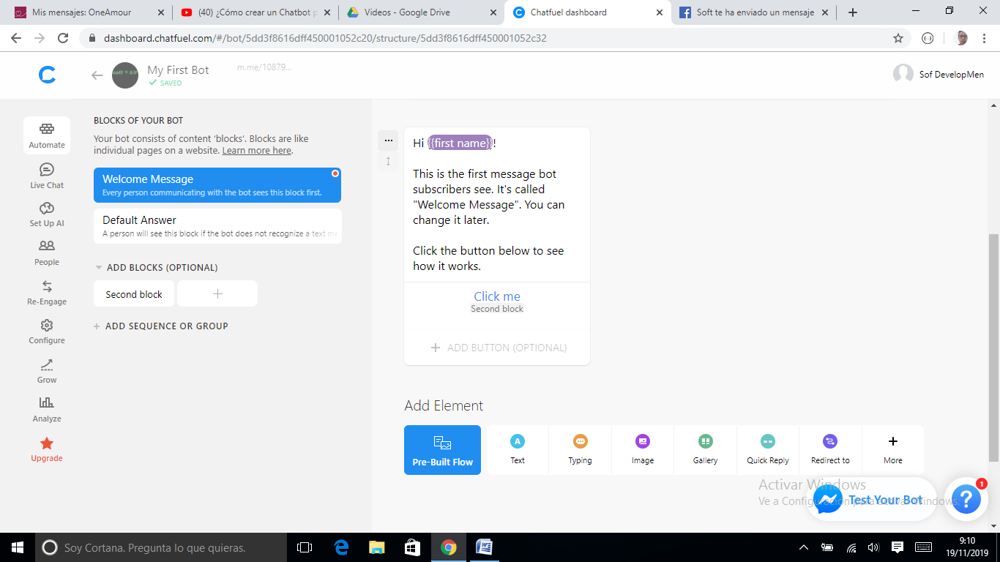 Mis mensajes: OneAmour
(40) ¿Cómo crear un Chatbot
Videos - Google Drive
Chatfuel dashboard
Soft te ha enviado un mensaje
dashboard.chatfuel.com/#/bot/5dd3f8616dff450001052c20/structure/5dd3f8616dff450001052c32
My First Bot
m.me/10879...
SAVED
Sof DevelopMen
Automate
Live Chat
Set Up AI
People
Re-Engage
Configure
Grow
Analyze
Upgrade
BLOCKS OF YOUR BOT
Your bot consists of content ‘blocks’. Blocks are like
individual pages on a website. Learn more here.
Welcome Message
Every person communicating with the bot sees this block first.
Default Answer
A person will see this block if the bot does not recognize a text me
ADD BLOCKS (OPTIONAL)
Second block
+
+ ADD SEQUENCE OR GROUP
Hi {{first name}}!
This is the first message bot
subscribers see. It's called
"Welcome Message". You can
change it later.
Click the button below to see
how it works.
Click me
Second block
+ ADD BUTTON (OPTIONAL)
Add Element
Pre-Built Flow
A
Text
Typing
Image
Gallery
Quick Reply
Redirect to
+
More
Activar Windows
Ve a Configuración para activar Windows.
Test Your Bot
?
1
Soy Cortana. Pregunta lo que quieras.
9:10
19/11/2019